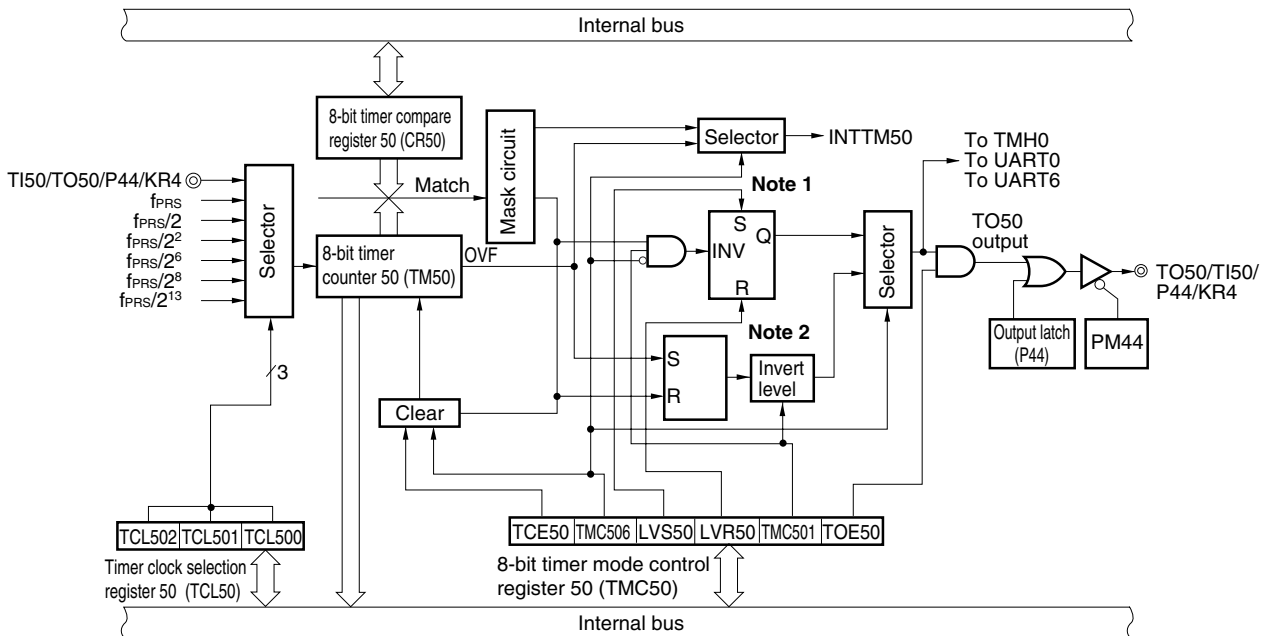 Internal bus
8-bit timer compare
register 50 (CR50)
Mask circuit
Selector
INTTM50
To TMH0
To UART0
To UART6
TI50/TO50/P44/KR4
fPRS
fPRS/2
fPRS/2²
fPRS/2⁶
fPRS/2⁸
fPRS/2¹³
Selector
Match
Note 1
S
Q
INV
R
8-bit timer
counter 50 (TM50)
OVF
Selector
TO50
output
TO50/TI50/
P44/KR4
Output latch
(P44)
PM44
Note 2
S
R
Invert
level
3
Clear
TCL502 TCL501 TCL500
Timer clock selection
register 50 (TCL50)
TCE50 TMC506 LVS50 LVR50 TMC501 TOE50
8-bit timer mode control
register 50 (TMC50)
Internal bus